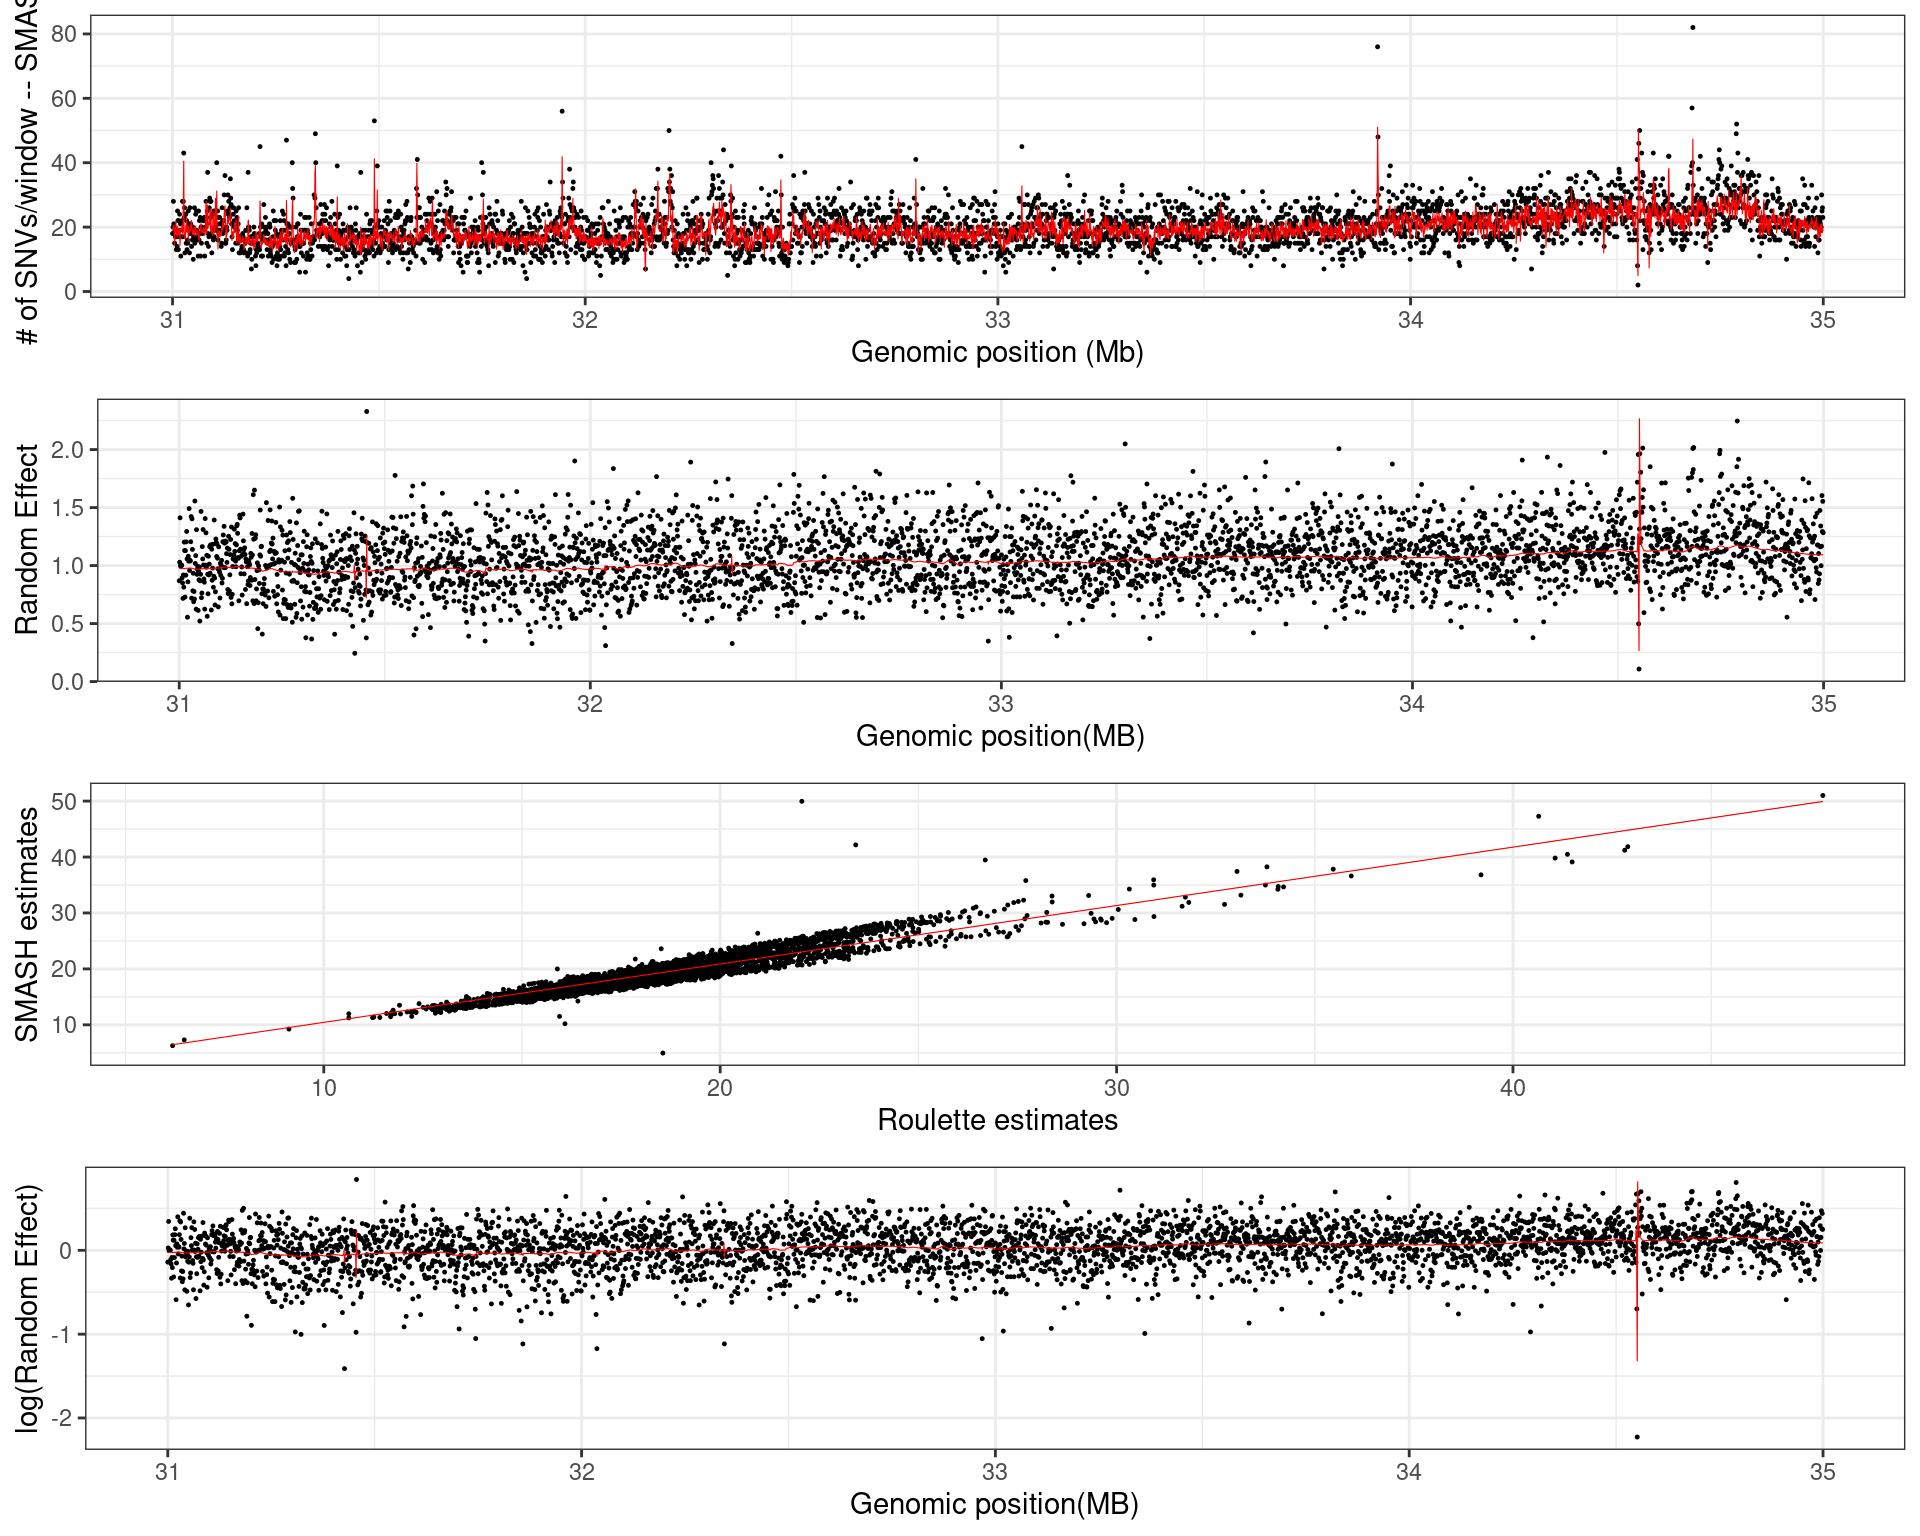 # of SNVs/window -- SMAS
80
60
40
20
0
31 32 33 34 35
Genomic position (Mb)
Random Effect
2.0
1.5
1.0
0.5
0.0
31 32 33 34 35
Genomic position(MB)
SMASH estimates
50
40
30
20
10
10 20 30 40
Roulette estimates
log(Random Effect)
0
-1
-2
31 32 33 34 35
Genomic position(MB)